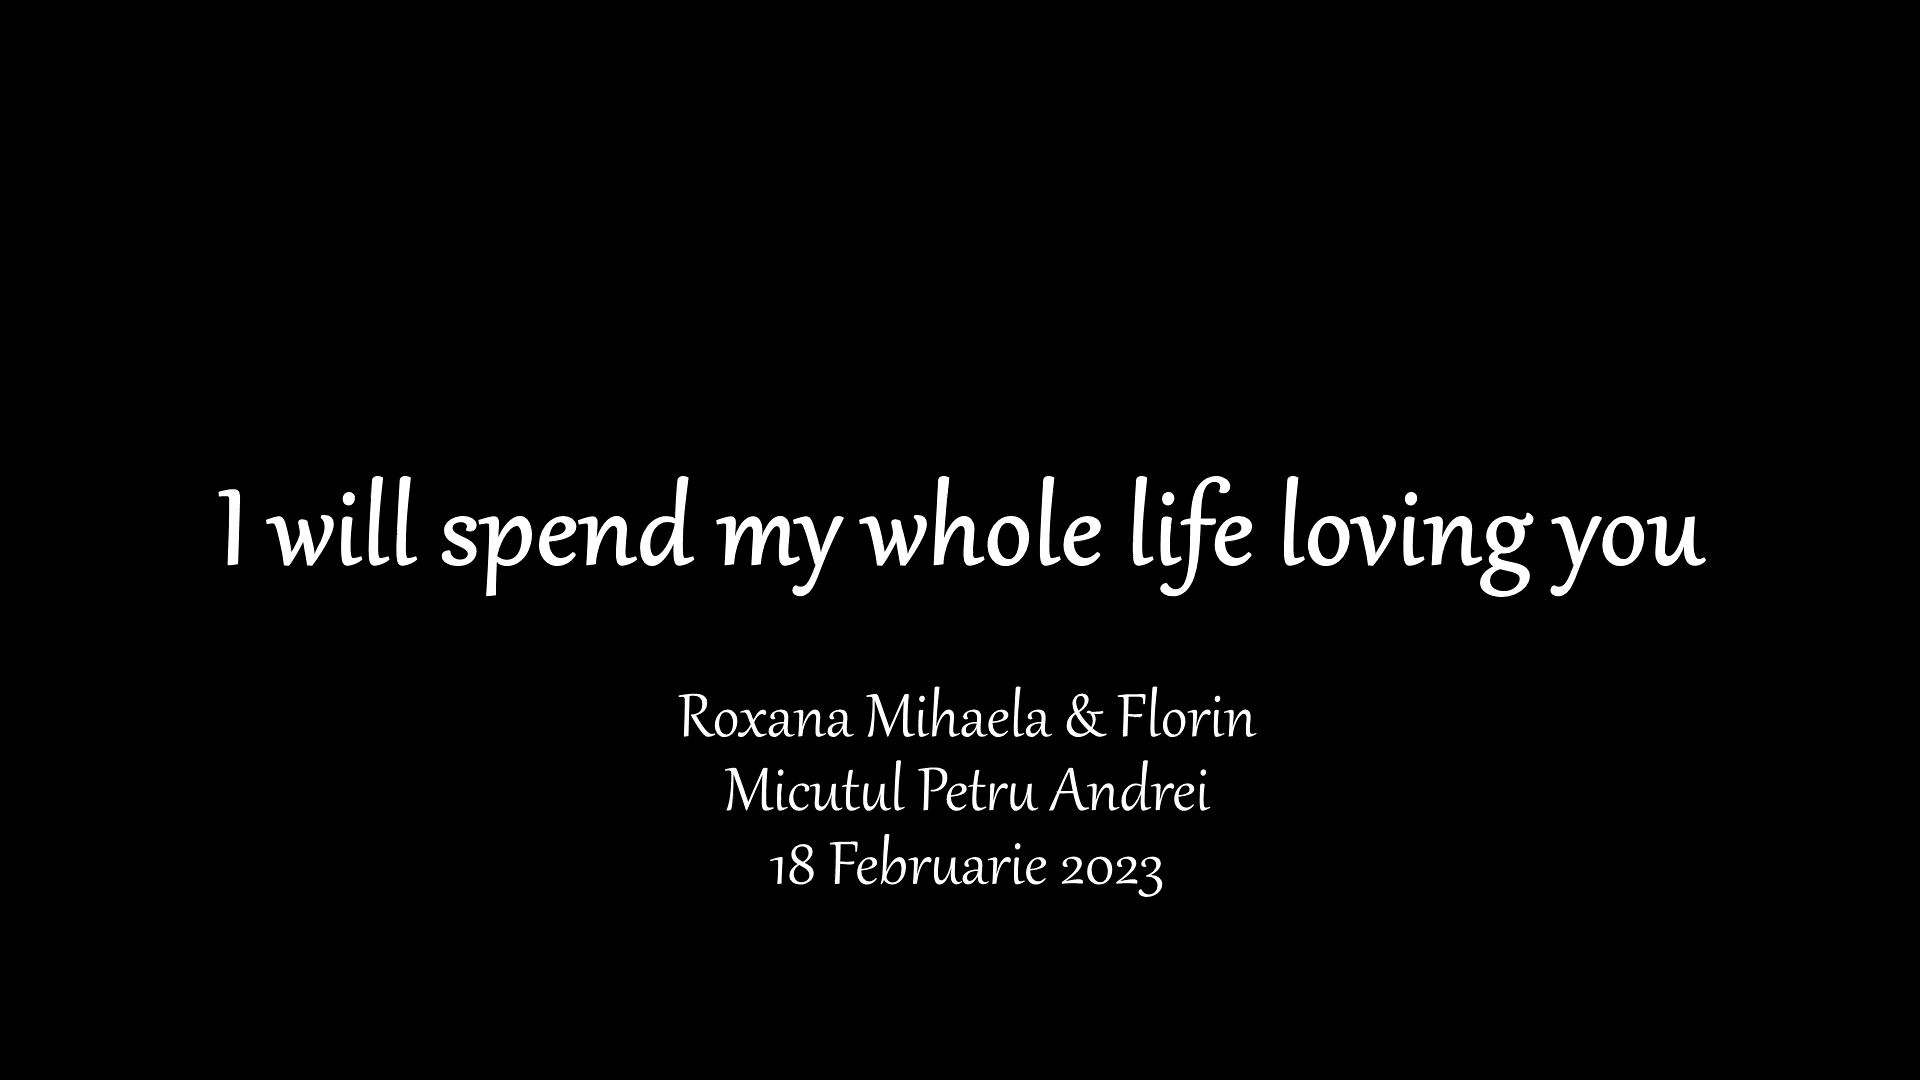 I will spend my whole life loving you
Roxana Mihaela & Florin
Micutul Petru Andrei
18 Februarie 2023